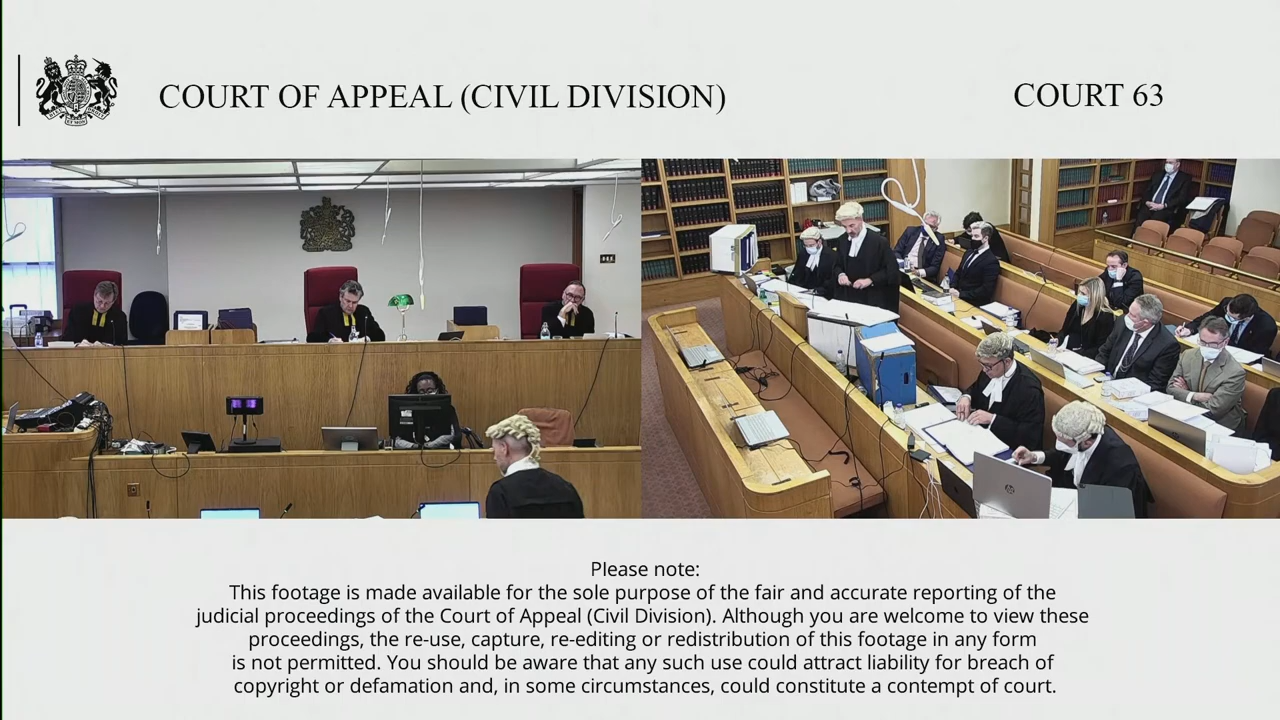 COURT OF APPEAL (CIVIL DIVISION)
COURT 63
Please note:
This footage is made available for the sole purpose of the fair and accurate reporting of the
judicial proceedings of the Court of Appeal (Civil Division). Although you are welcome to view these
proceedings, the re-use, capture, re-editing or redistribution of this footage in any form
is not permitted. You should be aware that any such use could attract liability for breach of
copyright or defamation and, in some circumstances, could constitute a contempt of court.